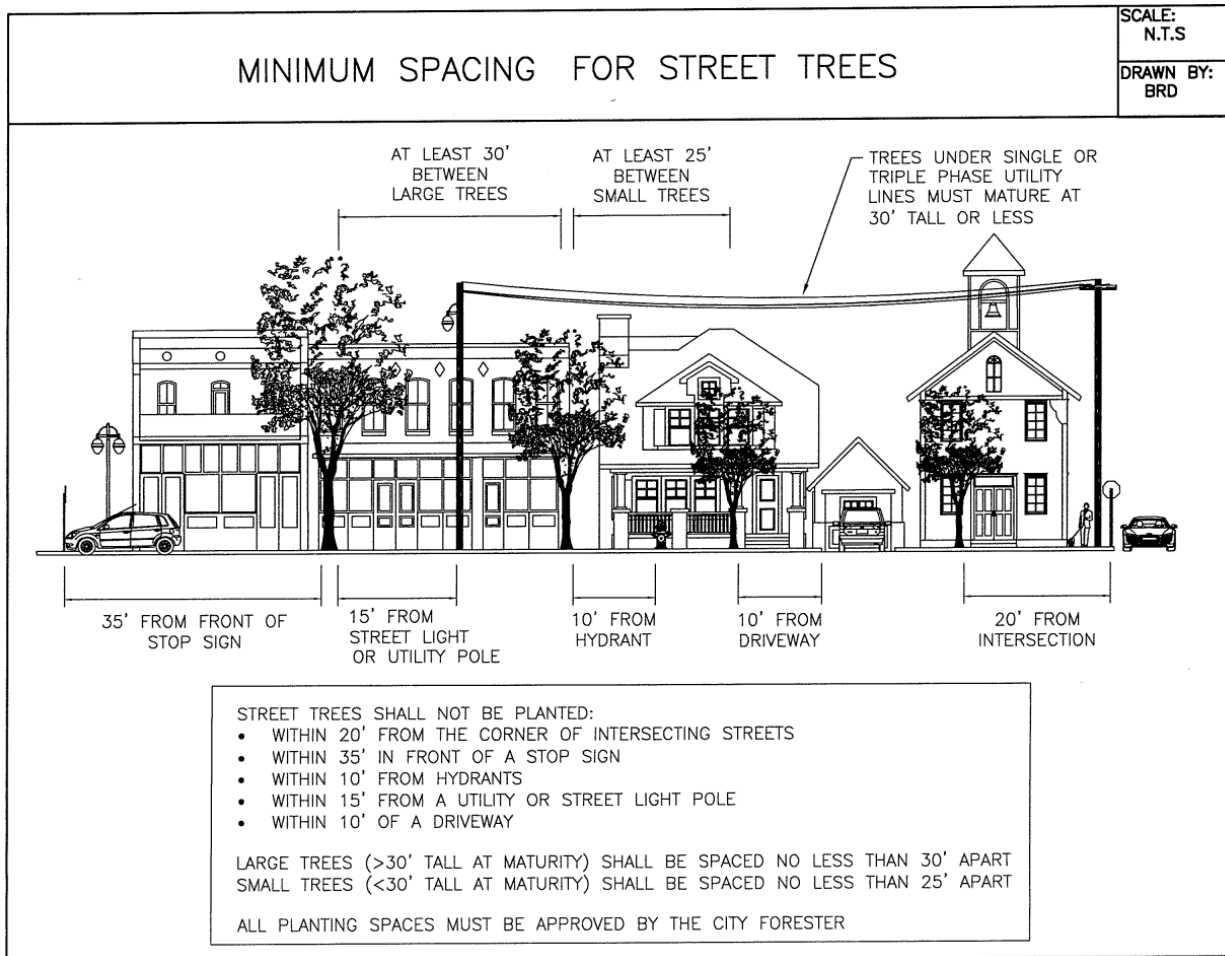 MINIMUM SPACING FOR STREET TREES
SCALE:
N.T.S
DRAWN BY:
BRD
AT LEAST 30'
BETWEEN
LARGE TREES
AT LEAST 25'
BETWEEN
SMALL TREES
TREES UNDER SINGLE OR
TRIPLE PHASE UTILITY
LINES MUST MATURE AT
30' TALL OR LESS
35' FROM FRONT OF
STOP SIGN
15' FROM
STREET LIGHT
OR UTILITY POLE
10' FROM
HYDRANT
10' FROM
DRIVEWAY
20' FROM
INTERSECTION
STREET TREES SHALL NOT BE PLANTED:
• WITHIN 20' FROM THE CORNER OF INTERSECTING STREETS
• WITHIN 35' IN FRONT OF A STOP SIGN
• WITHIN 10' FROM HYDRANTS
• WITHIN 15' FROM A UTILITY OR STREET LIGHT POLE
• WITHIN 10' OF A DRIVEWAY
LARGE TREES (>30' TALL AT MATURITY) SHALL BE SPACED NO LESS THAN 30' APART
SMALL TREES (<30' TALL AT MATURITY) SHALL BE SPACED NO LESS THAN 25' APART
ALL PLANTING SPACES MUST BE APPROVED BY THE CITY FORESTER